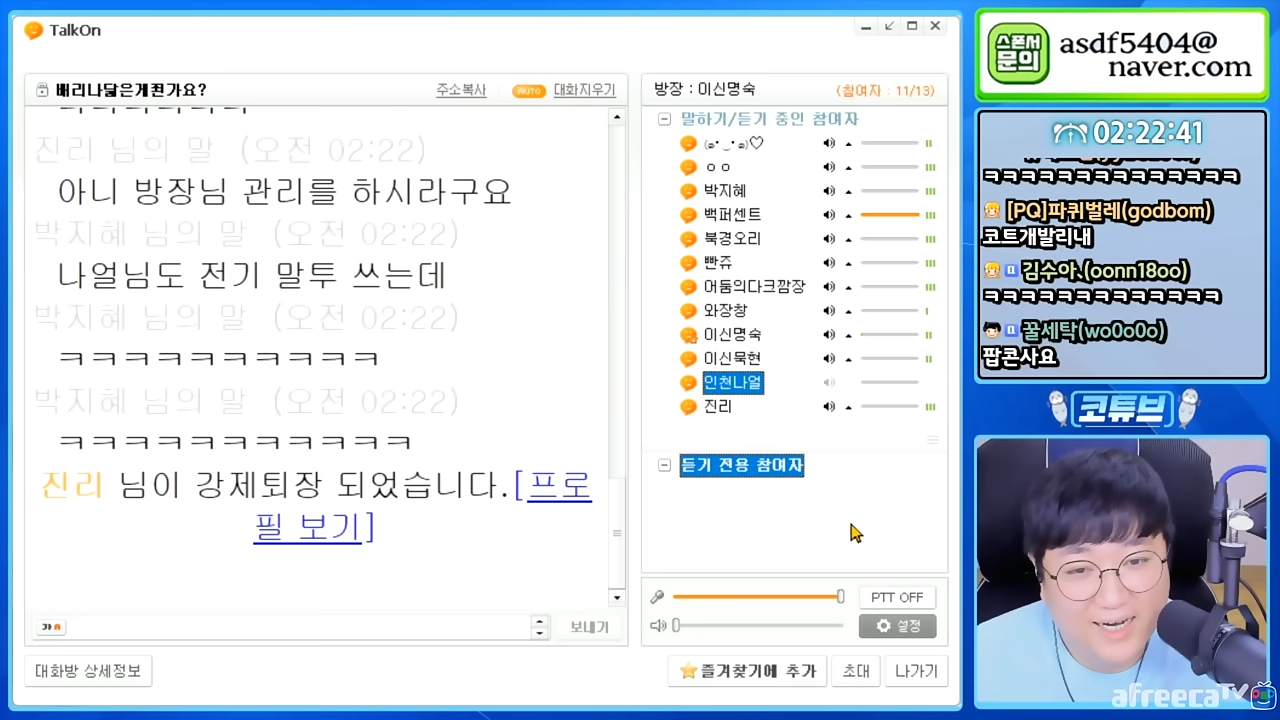 TalkOn
배리나닮은게죈가요?
주소복사
AUTO
대화지우기
진리 님의 말 (오전 02:22)
아니 방장님 관리를 하시라구요
박지혜 님의 말 (오전 02:22)
나얼님도 전기 말투 쓰는데
박지혜 님의 말 (오전 02:22)
ㅋㅋㅋㅋㅋㅋㅋㅋㅋㅋ
박지혜 님의 말 (오전 02:22)
ㅋㅋㅋㅋㅋㅋㅋㅋㅋㅋㅋ
진리 님이 강제퇴장 되었습니다.[프로
필 보기]
가
보내기
대화방 상세정보
방장 : 이신명숙
(참여자 : 11/13)
말하기/듣기 중인 참여자
(๑•‿•๑)♡
ㅇㅇ
박지혜
백퍼센트
북경오리
빤쥬
어둠의다크깜장
와장창
이신명숙
이신묵현
인천나얼
진리
듣기 전용 참여자
PTT OFF
설정
즐겨찾기에 추가
초대
나가기
스폰서
문의
asdf5404@
naver.com
02:22:41
ㅋㅋㅋㅋㅋㅋㅋㅋㅋㅋㅋㅋㅋㅋ
[PQ]파퀴벌레(godbom)
코트개발리내
김수아.(oonn18oo)
ㅋㅋㅋㅋㅋㅋㅋㅋㅋㅋㅋㅋㅋ
꿀세탁(wo0o0o)
팝콘사요
코튜브
afreecaTV